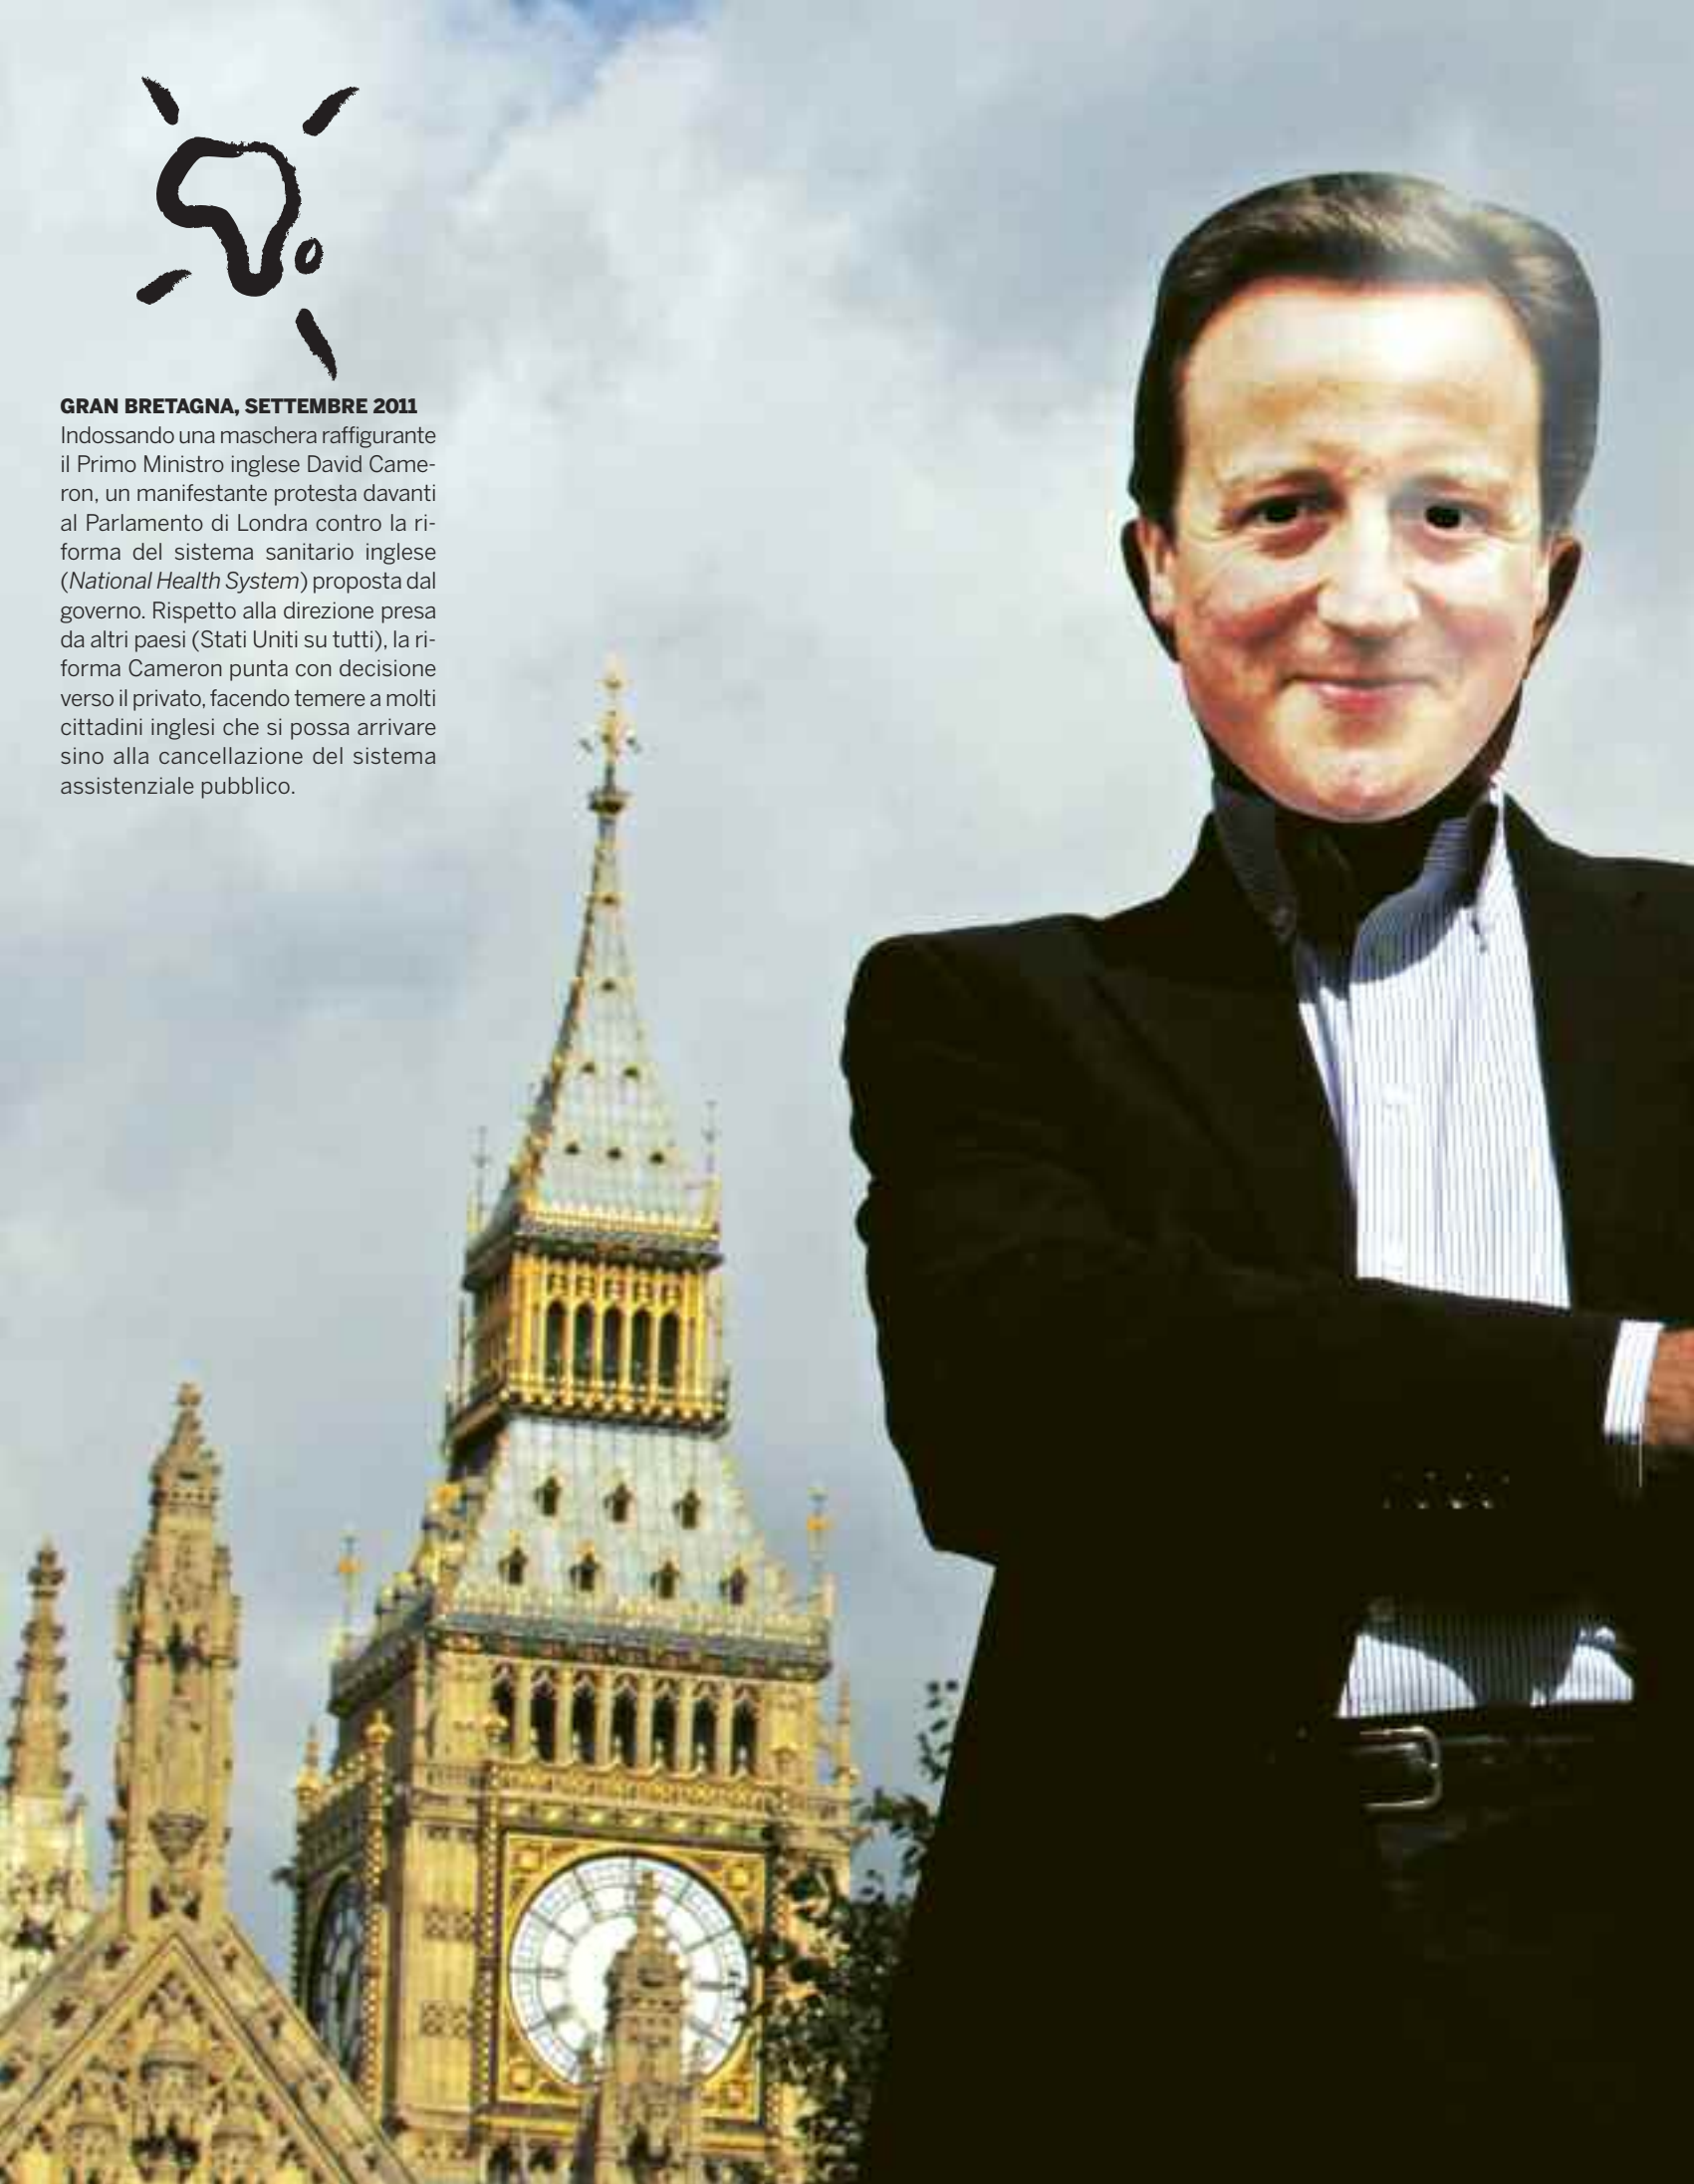 GRAN BRETAGNA, SETTEMBRE 2011
Indossando una maschera raffigurante
il Primo Ministro inglese David Came-
ron, un manifestante protesta davanti
al Parlamento di Londra contro la ri-
forma del sistema sanitario inglese
(National Health System) proposta dal
governo. Rispetto alla direzione presa
da altri paesi (Stati Uniti su tutti), la ri-
forma Cameron punta con decisione
verso il privato, facendo temere a molti
cittadini inglesi che si possa arrivare
sino alla cancellazione del sistema
assistenziale pubblico.